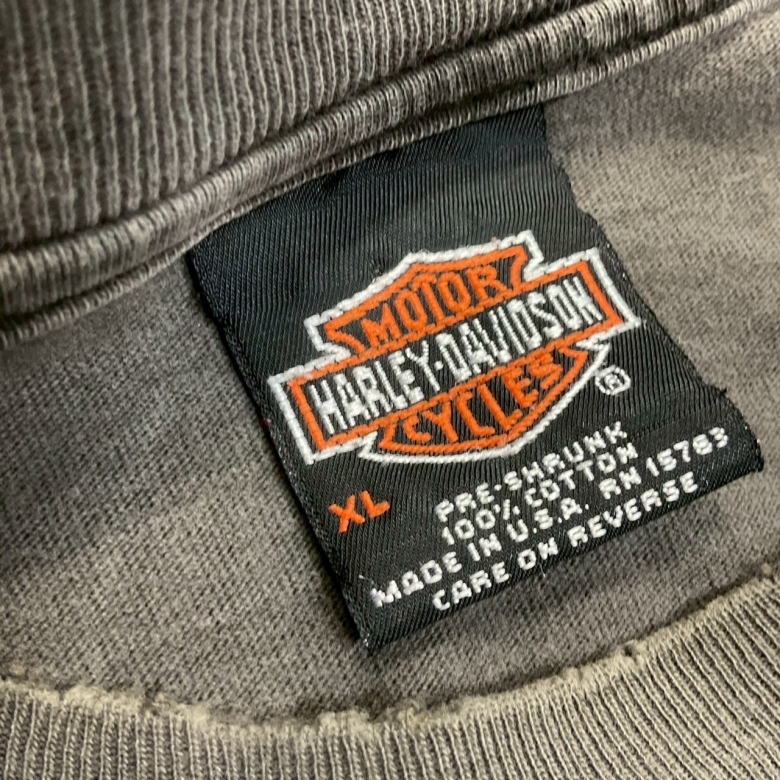 MOTOR
HARLEY-DAVIDSON
CYCLES
®
XL
PRE-SHRUNK
100% COTTON
MADE IN U.S.A. RN 15763
CARE ON REVERSE